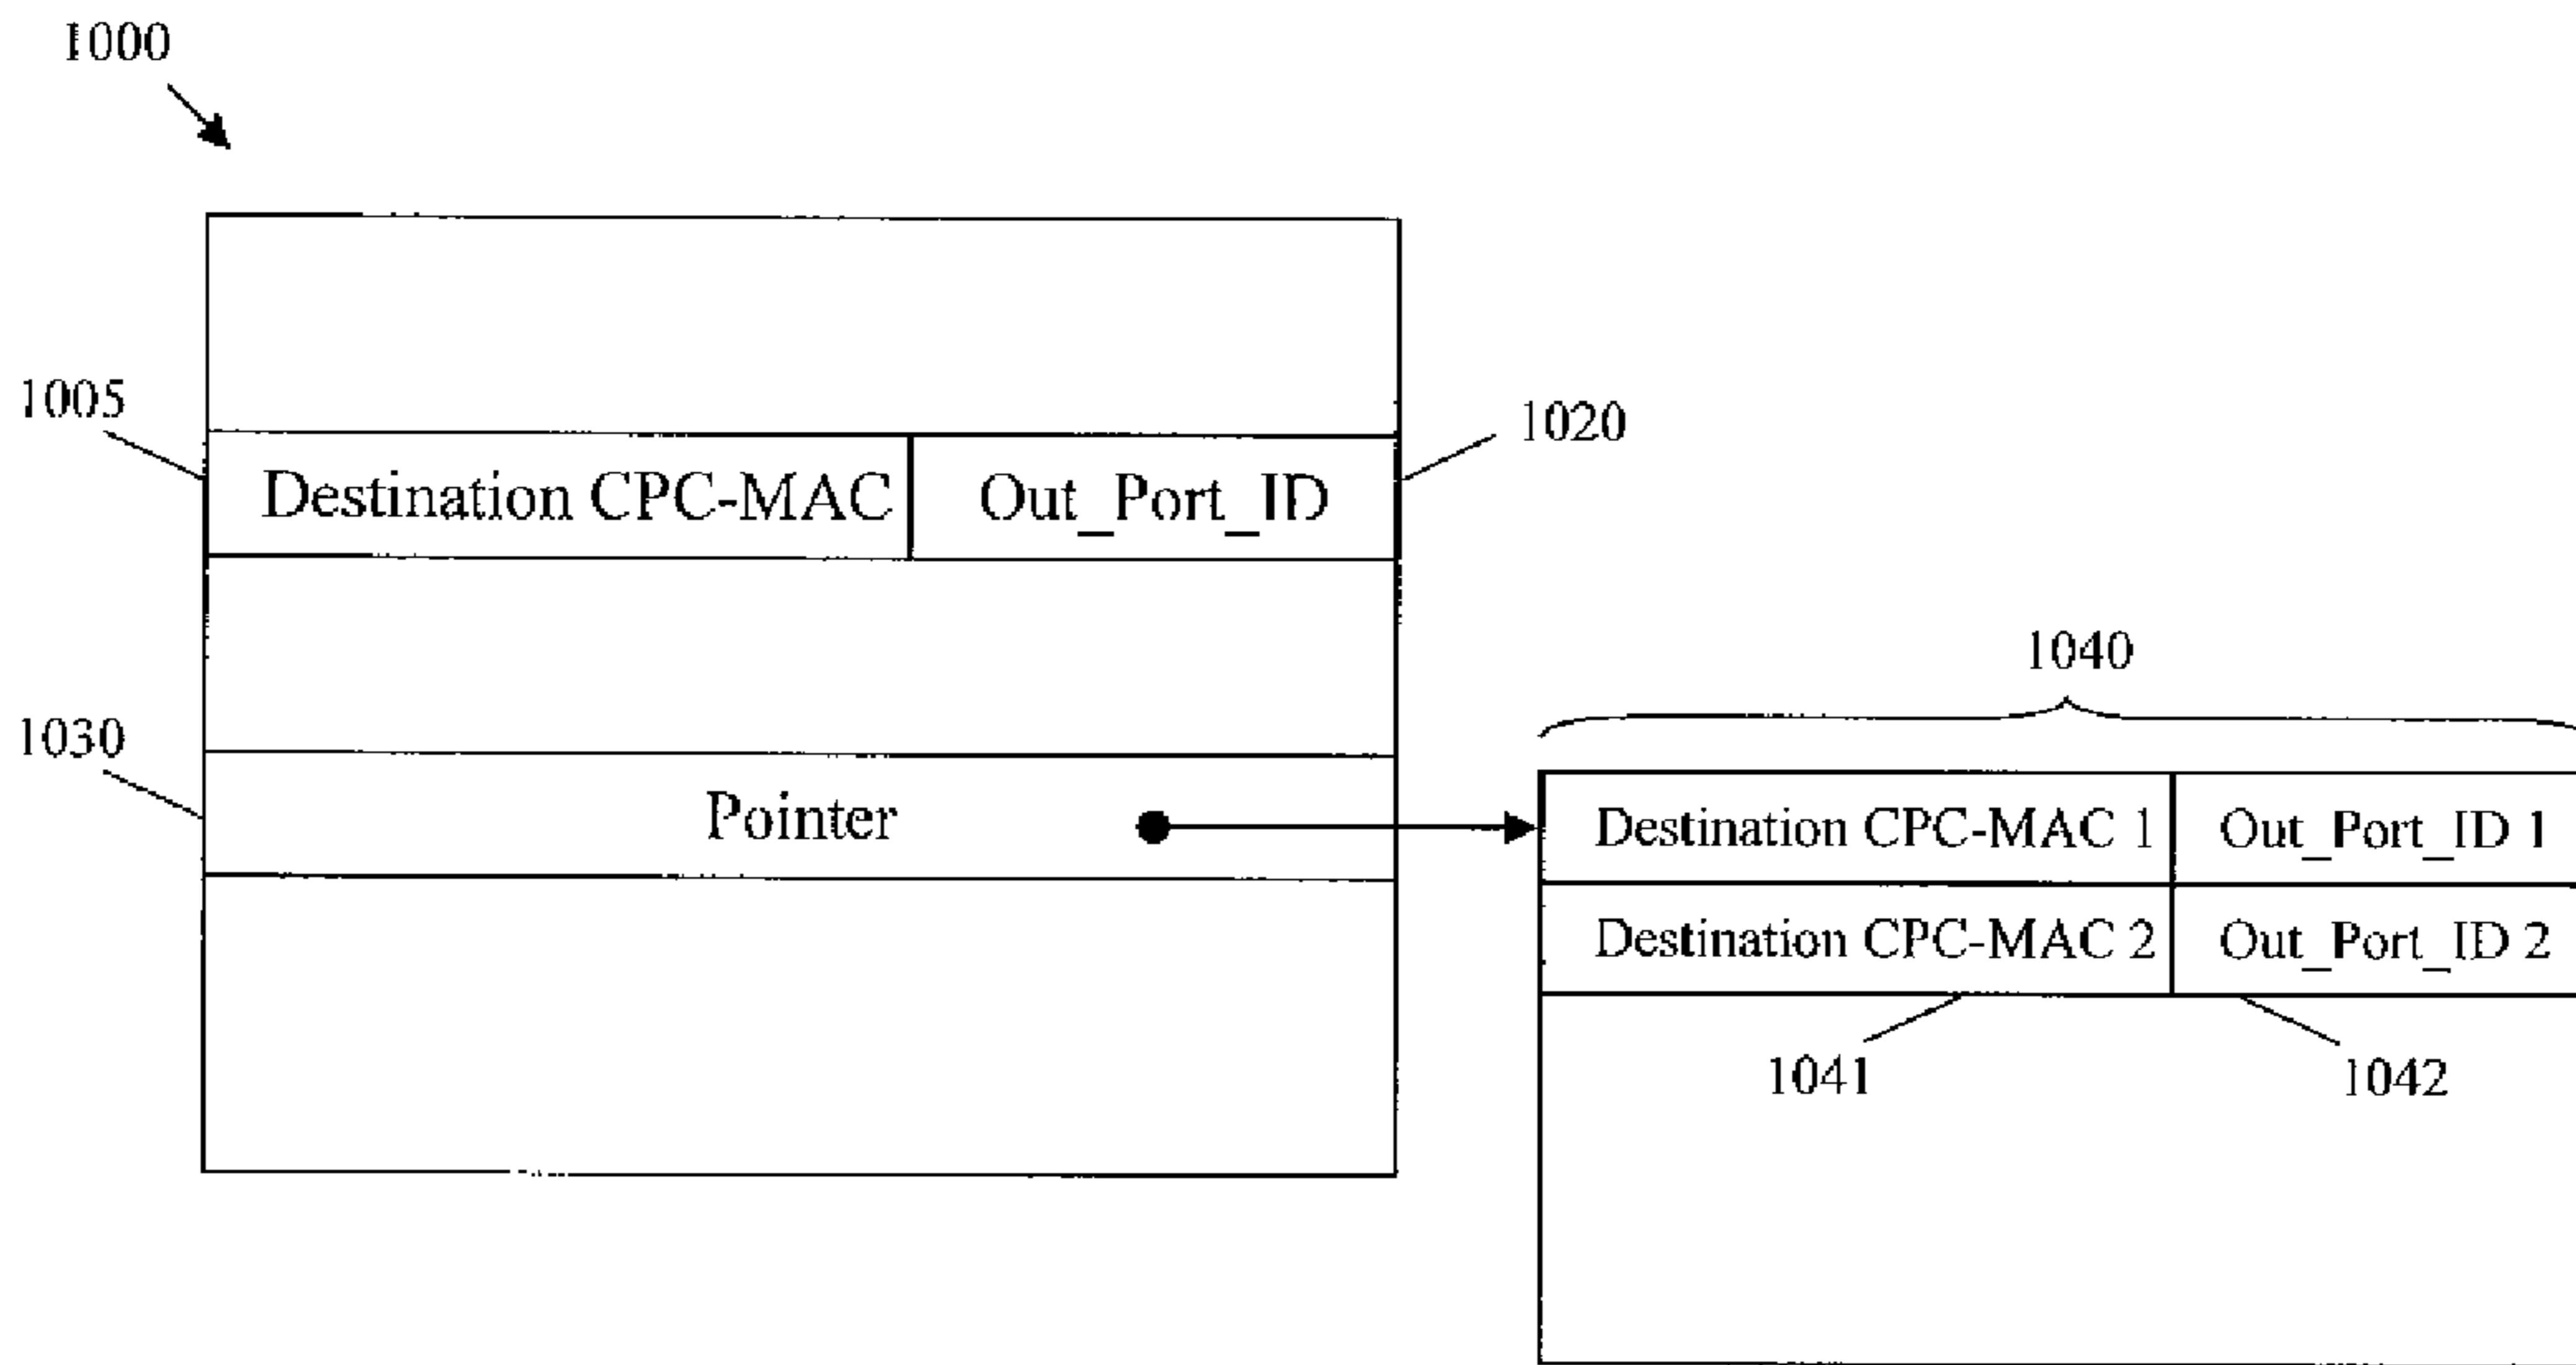 1000
1005
Destination CPC-MAC Out_Port_ID
1020
1030
Pointer
1040
Destination CPC-MAC 1 Out_Port_ID 1
Destination CPC-MAC 2 Out_Port_ID 2
1041
1042